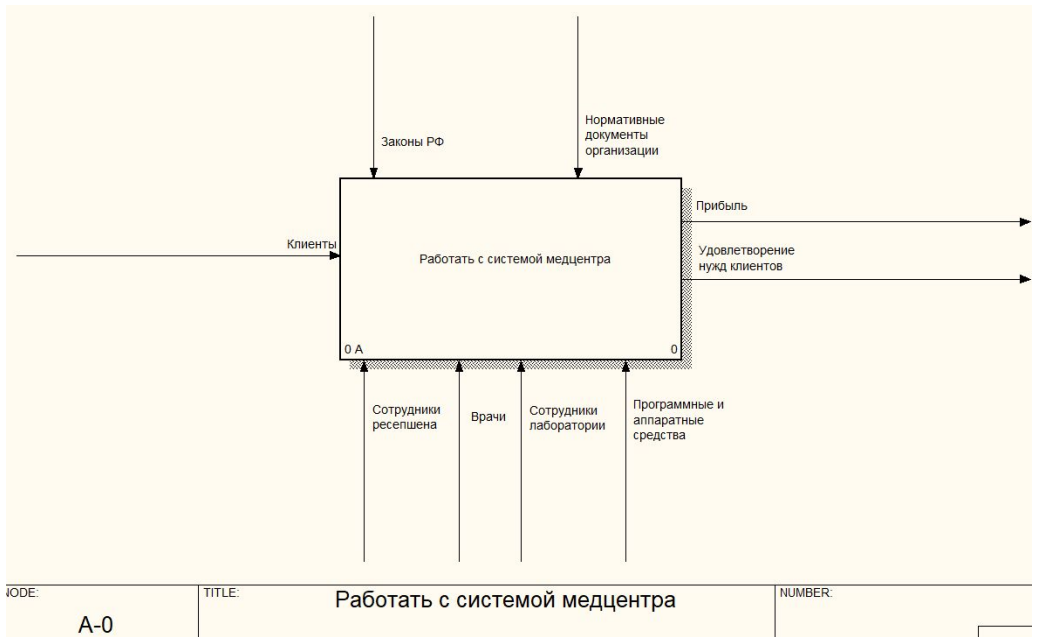 Законы РФ
Нормативные
документы
организации
Клиенты
Работать с системой медцентра
Прибыль
Удовлетворение
нужд клиентов
0 А
0
Сотрудники
ресепшена
Врачи
Сотрудники
лаборатории
Программные и
аппаратные
средства
NODE:
A-0
TITLE:
Работать с системой медцентра
NUMBER: